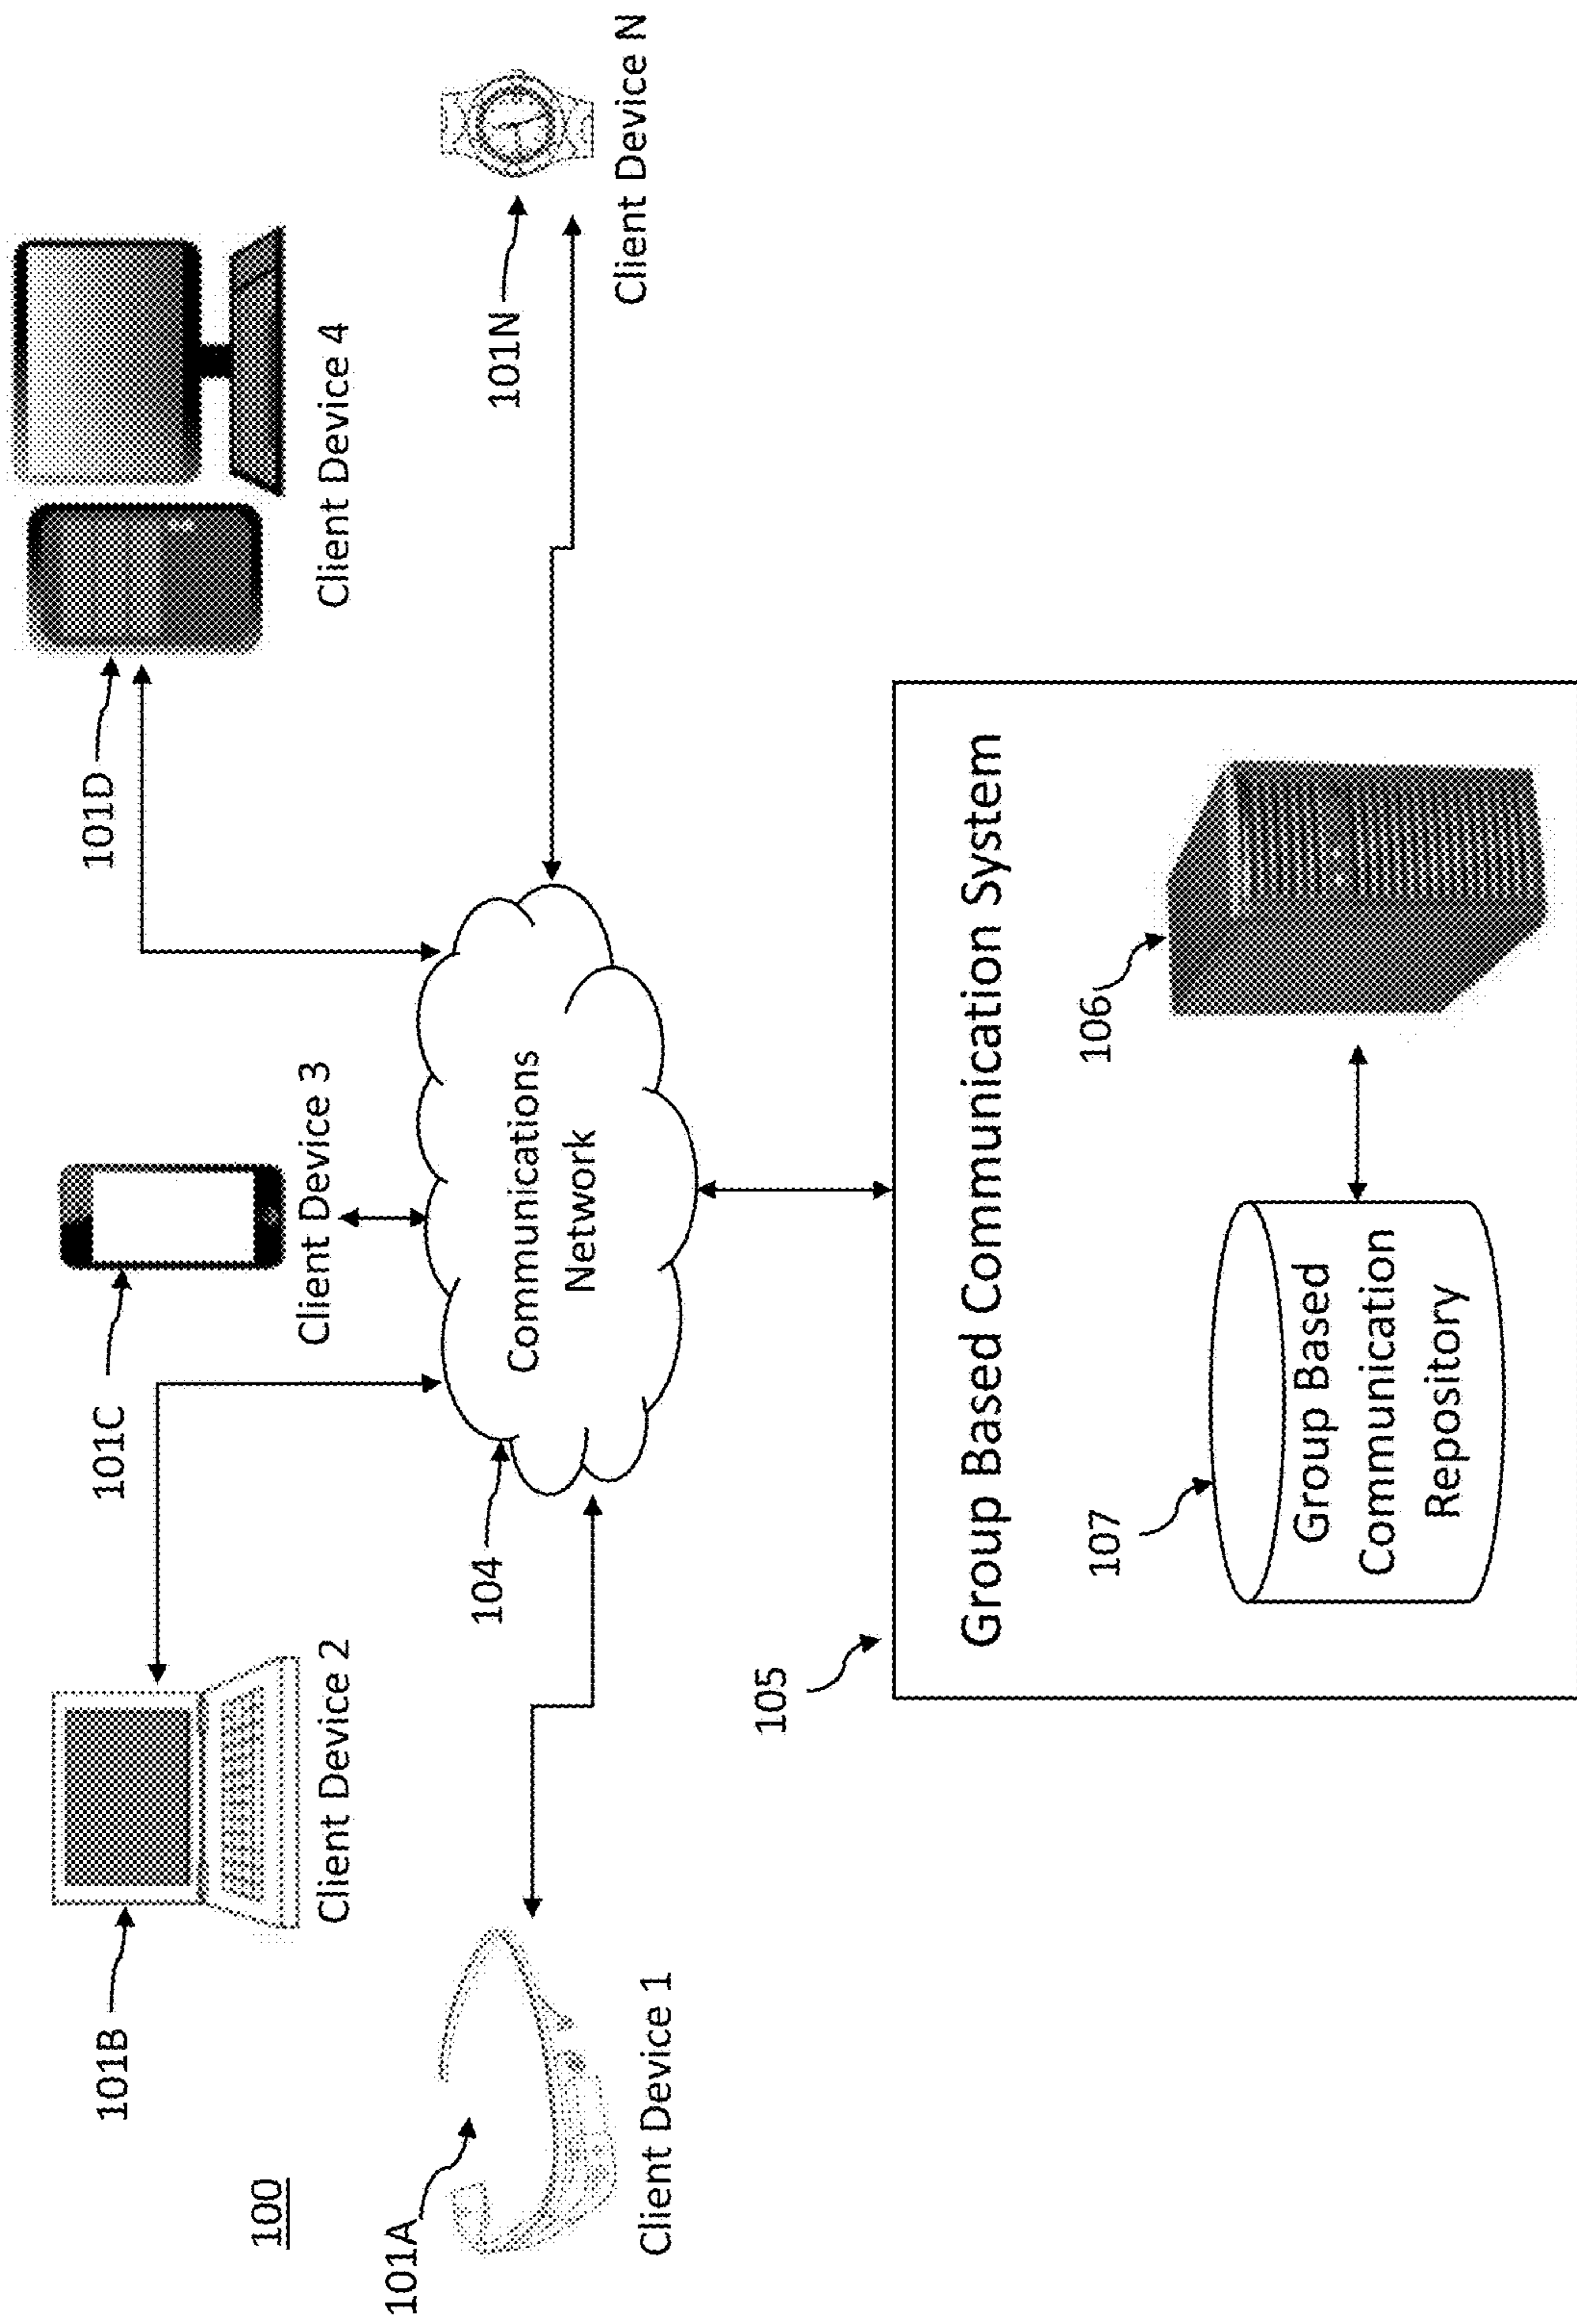 100
101A
Client Device 1
101B
Client Device 2
101C
Client Device 3
101D
Client Device 4
101N
Client Device N
104
Communications
Network
105
Group Based Communication System
106
107
Group Based
Communication
Repository